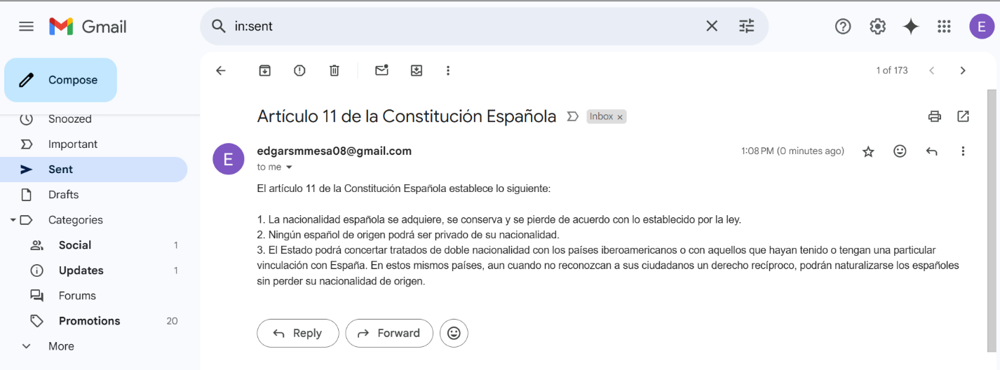 Gmail
in:sent
E
Compose
1 of 173
Snoozed
Important
Sent
Drafts
Categories
Social 1
Updates 1
Forums
Promotions 20
More
Artículo 11 de la Constitución Española
Inbox ×
E
edgarsmmesa08@gmail.com
1:08 PM (0 minutes ago)
to me
El artículo 11 de la Constitución Española establece lo siguiente:
1. La nacionalidad española se adquiere, se conserva y se pierde de acuerdo con lo establecido por la ley.
2. Ningún español de origen podrá ser privado de su nacionalidad.
3. El Estado podrá concertar tratados de doble nacionalidad con los países iberoamericanos o con aquellos que hayan tenido o tengan una particular
vinculación con España. En estos mismos países, aun cuando no reconozcan a sus ciudadanos un derecho recíproco, podrán naturalizarse los españoles
sin perder su nacionalidad de origen.
Reply
Forward